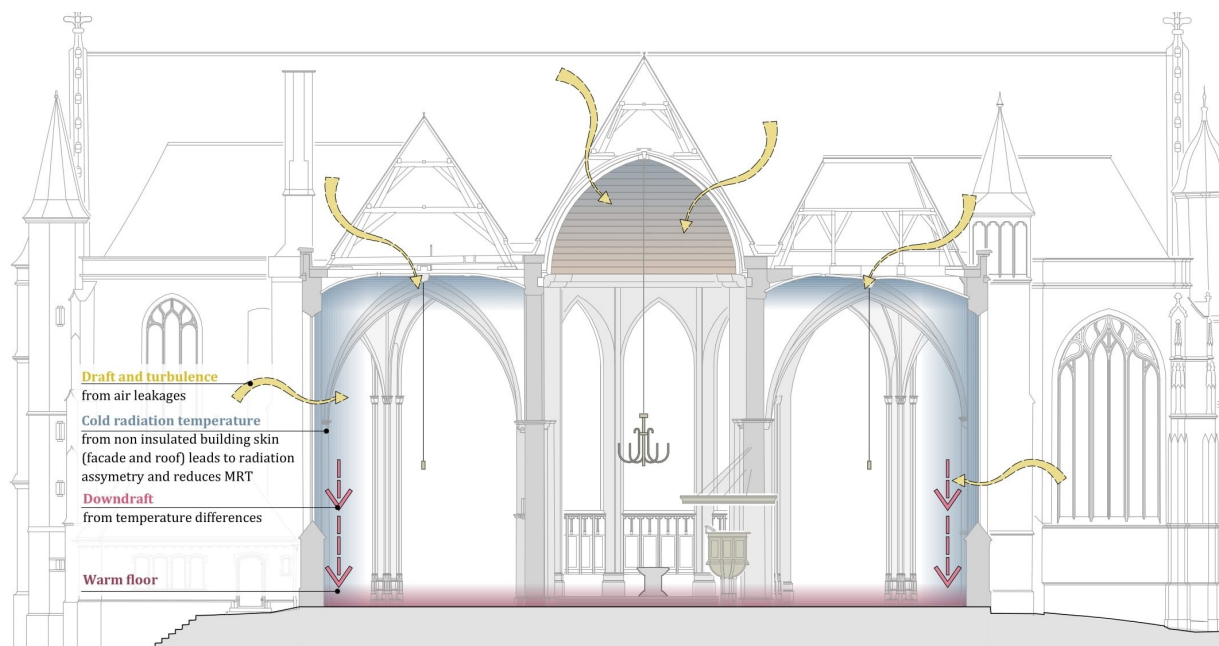 Draft and turbulence
from air leakages
Cold radiation temperature
from non insulated building skin
(facade and roof) leads to radiation
assymetry and reduces MRT
Downdraft
from temperature differences
Warm floor